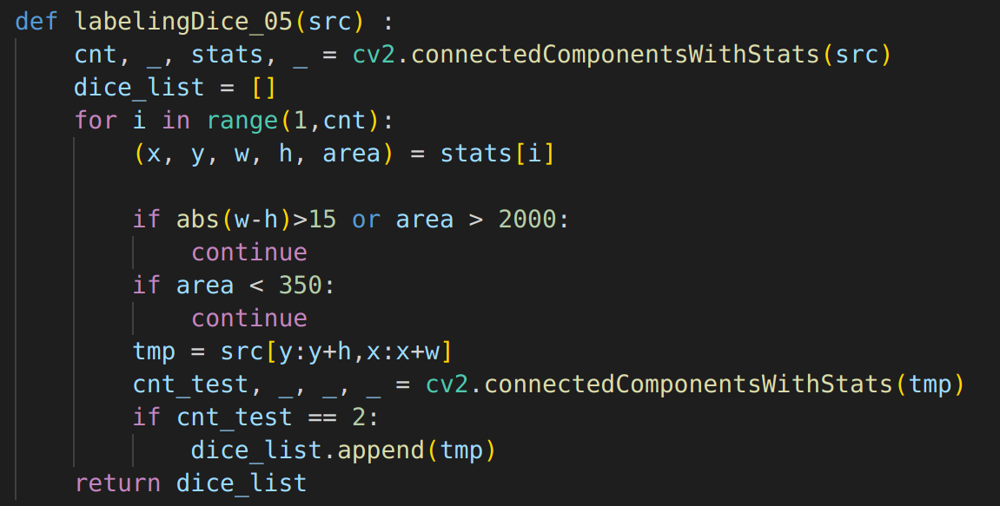 def labelingDice_05(src) :
    cnt, _, stats, _ = cv2.connectedComponentsWithStats(src)
    dice_list = []
    for i in range(1,cnt):
        (x, y, w, h, area) = stats[i]

        if abs(w-h)>15 or area > 2000:
            continue
        if area < 350:
            continue
        tmp = src[y:y+h,x:x+w]
        cnt_test, _, _, _ = cv2.connectedComponentsWithStats(tmp)
        if cnt_test == 2:
            dice_list.append(tmp)
    return dice_list